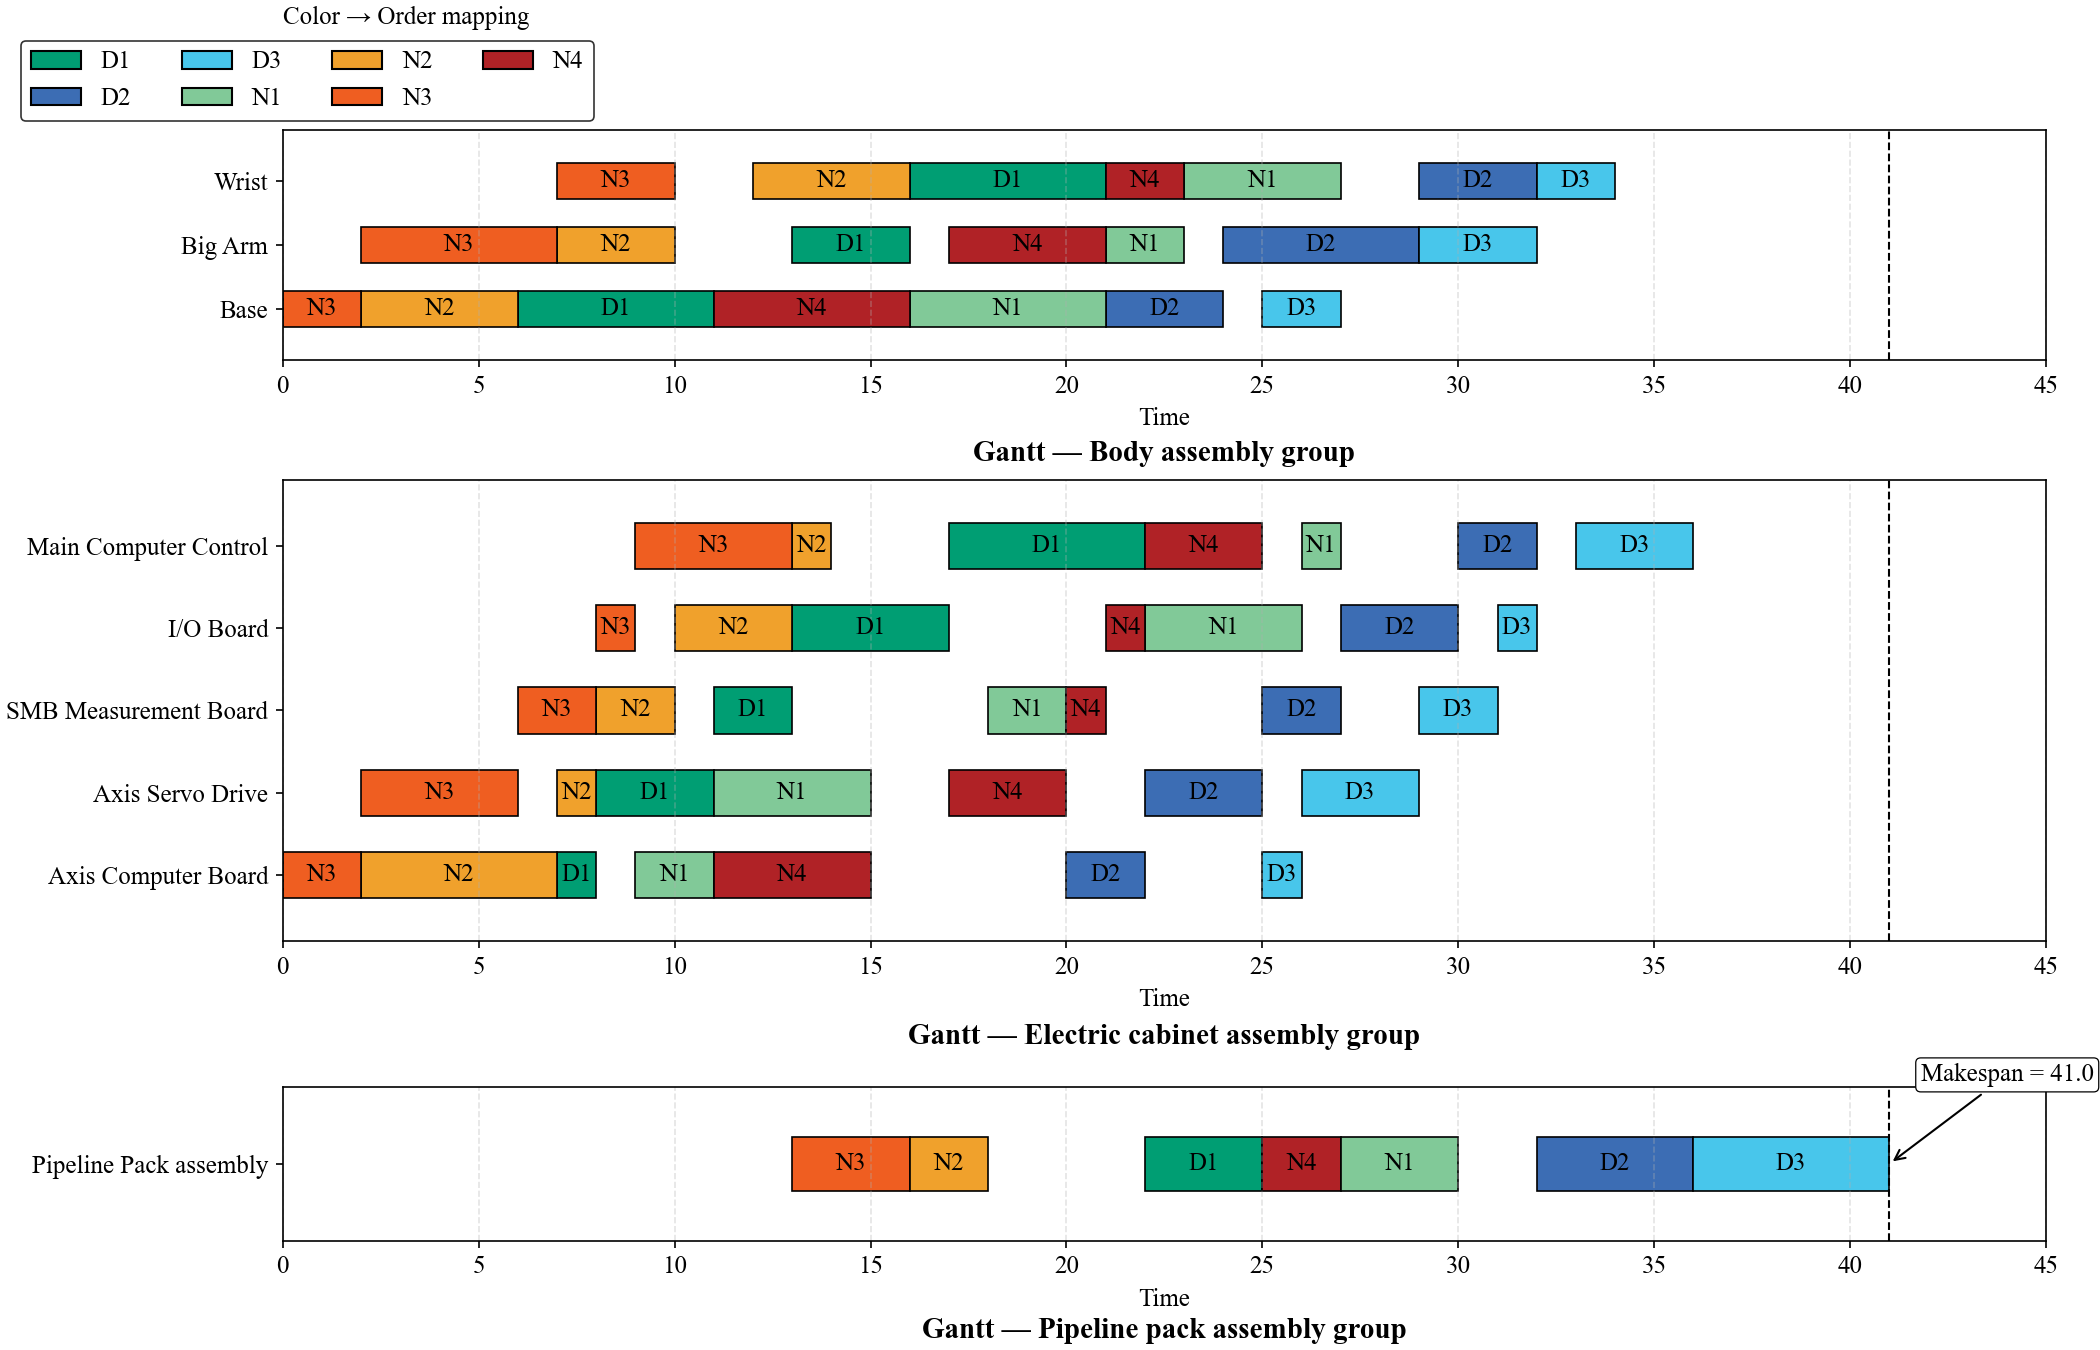 Color → Order mapping
D1 D3 N2 N4
D2 N1 N3
Wrist N3 N2 D1 N4 N1 D2 D3
Big Arm N3 N2 D1 N4 N1 D2 D3
Base N3 N2 D1 N4 N1 D2 D3
0 5 10 15 20 25 30 35 40 45
Time
Gantt — Body assembly group
Main Computer Control N3 N2 D1 N4 N1 D2 D3
I/O Board N3 N2 D1 N4 N1 D2 D3
SMB Measurement Board N3 N2 D1 N1 N4 D2 D3
Axis Servo Drive N3 N2 D1 N1 N4 D2 D3
Axis Computer Board N3 N2 D1 N1 N4 D2 D3
0 5 10 15 20 25 30 35 40 45
Time
Gantt — Electric cabinet assembly group
Makespan = 41.0
Pipeline Pack assembly N3 N2 D1 N4 N1 D2 D3
0 5 10 15 20 25 30 35 40 45
Time
Gantt — Pipeline pack assembly group